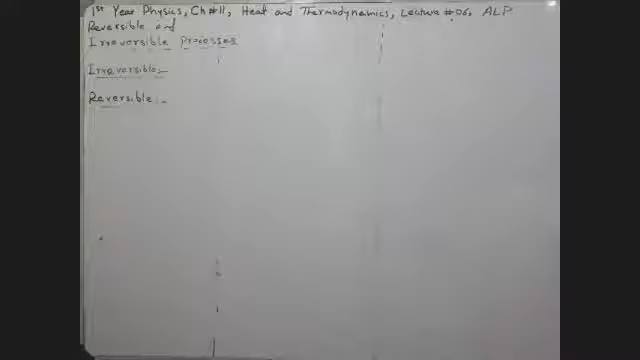 1st Year Physics, Ch#11, Heat and Thermodynamics, Lecture #06, ALP
Reversible and
Irreversible Processes
Irreversible:-
Reversible:-